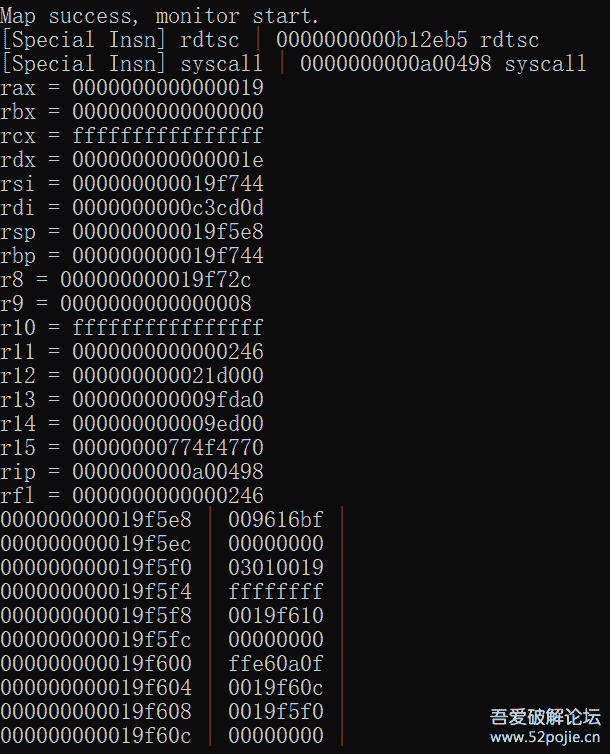 Map success, monitor start.
[Special Insn] rdtsc | 0000000000b12eb5 rdtsc
[Special Insn] syscall | 0000000000a00498 syscall
rax = 0000000000000019
rbx = 0000000000000000
rcx = ffffffffffffffff
rdx = 000000000000001e
rsi = 000000000019f744
rdi = 0000000000c3cd0d
rsp = 000000000019f5e8
rbp = 000000000019f744
r8 = 000000000019f72c
r9 = 0000000000000008
r10 = ffffffffffffffff
r11 = 0000000000000246
r12 = 000000000021d000
r13 = 000000000009fda0
r14 = 000000000009ed00
r15 = 00000000774f4770
rip = 0000000000a00498
rfl = 0000000000000246
000000000019f5e8 | 009616bf |
000000000019f5ec | 00000000 |
000000000019f5f0 | 03010019 |
000000000019f5f4 | ffffffff |
000000000019f5f8 | 0019f610 |
000000000019f5fc | 00000000 |
000000000019f600 | ffe60a0f |
000000000019f604 | 0019f60c |
000000000019f608 | 0019f5f0 |
000000000019f60c | 00000000 |
吾爱破解论坛
www.52pojie.cn